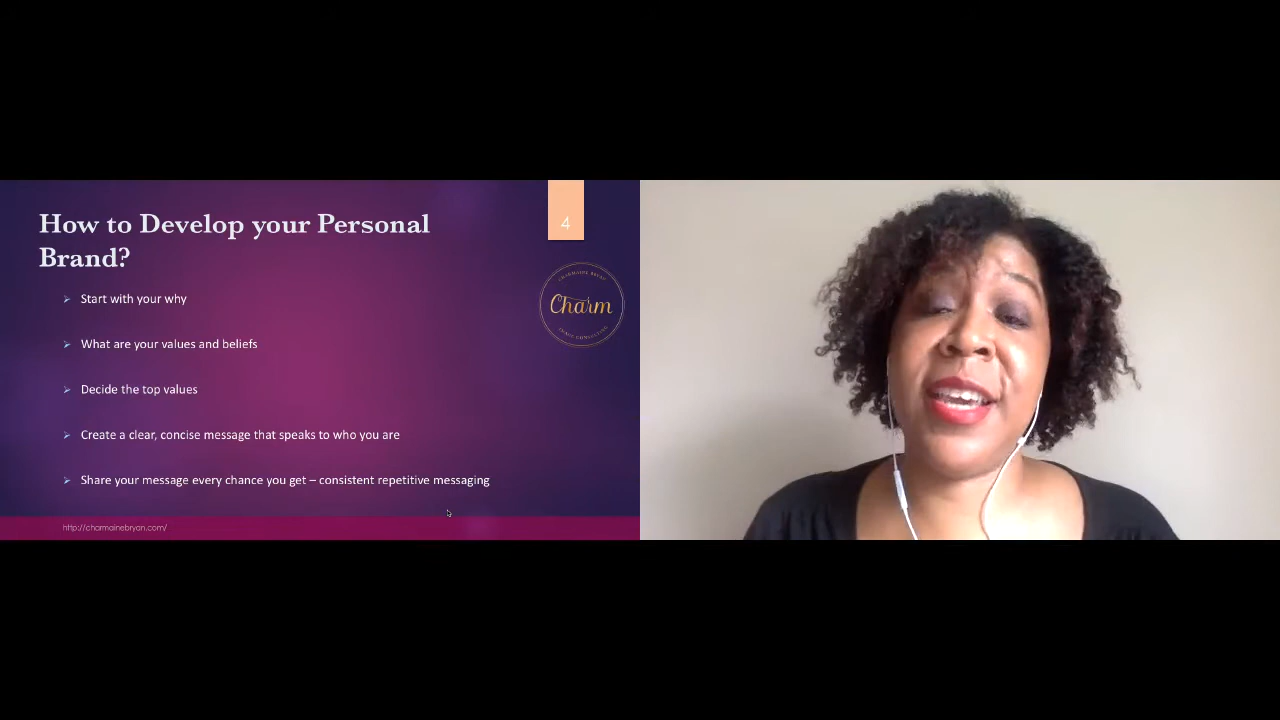 How to Develop your Personal
Brand?
4
CHARMAINE BRYAN
Charm
➢ Start with your why
➢ What are your values and beliefs
➢ Decide the top values
➢ Create a clear, concise message that speaks to who you are
➢ Share your message every chance you get – consistent repetitive messaging
http://charmainebryan.com/